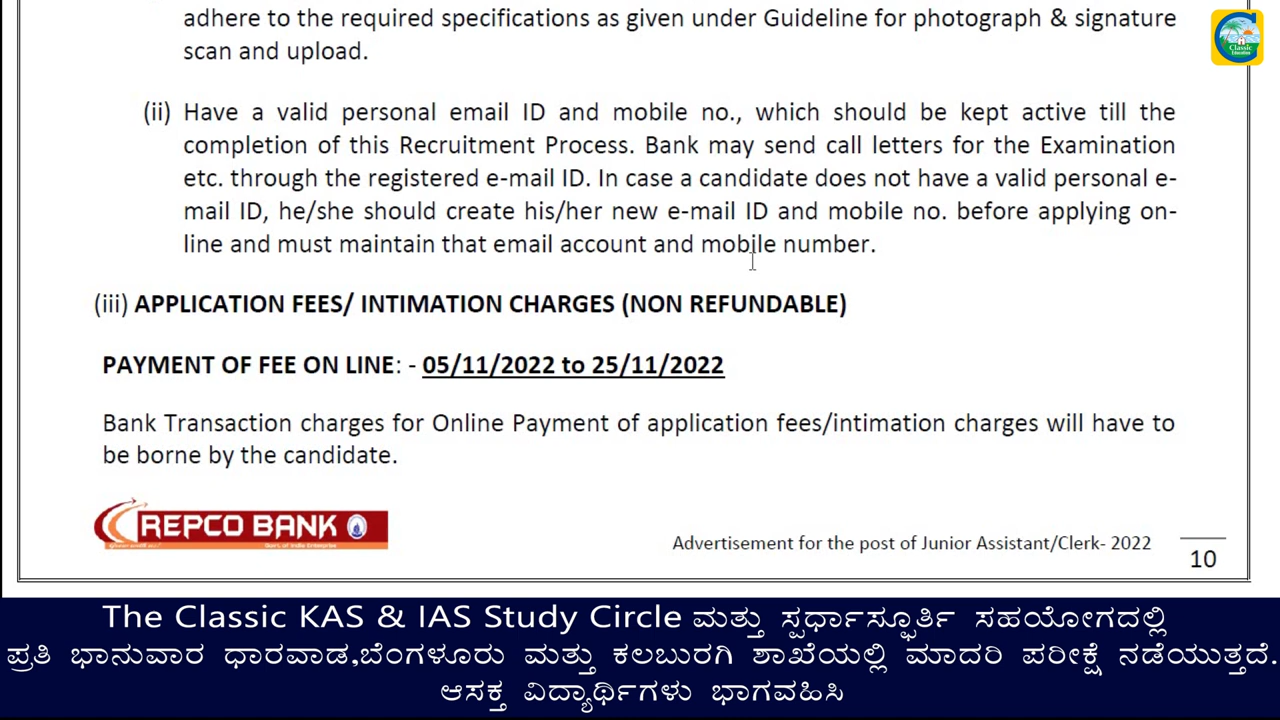 adhere to the required specifications as given under Guideline for photograph & signature
scan and upload.
(ii) Have a valid personal email ID and mobile no., which should be kept active till the
completion of this Recruitment Process. Bank may send call letters for the Examination
etc. through the registered e-mail ID. In case a candidate does not have a valid personal e-
mail ID, he/she should create his/her new e-mail ID and mobile no. before applying on-
line and must maintain that email account and mobile number.
(iii) APPLICATION FEES/ INTIMATION CHARGES (NON REFUNDABLE)
PAYMENT OF FEE ON LINE: - 05/11/2022 to 25/11/2022
Bank Transaction charges for Online Payment of application fees/intimation charges will have to
be borne by the candidate.
REPCO BANK
Govt. of India Enterprise
Advertisement for the post of Junior Assistant/Clerk- 2022
10
Classic
Education
The Classic KAS & IAS Study Circle ಮತ್ತು ಸ್ಪರ್ಧಾಸ್ಫೂರ್ತಿ ಸಹಯೋಗದಲ್ಲಿ
ಪ್ರತಿ ಭಾನುವಾರ ಧಾರವಾಡ,ಬೆಂಗಳೂರು ಮತ್ತು ಕಲಬುರಗಿ ಶಾಖೆಯಲ್ಲಿ ಮಾದರಿ ಪರೀಕ್ಷೆ ನಡೆಯುತ್ತದೆ.
ಆಸಕ್ತ ವಿದ್ಯಾರ್ಥಿಗಳು ಭಾಗವಹಿಸಿ